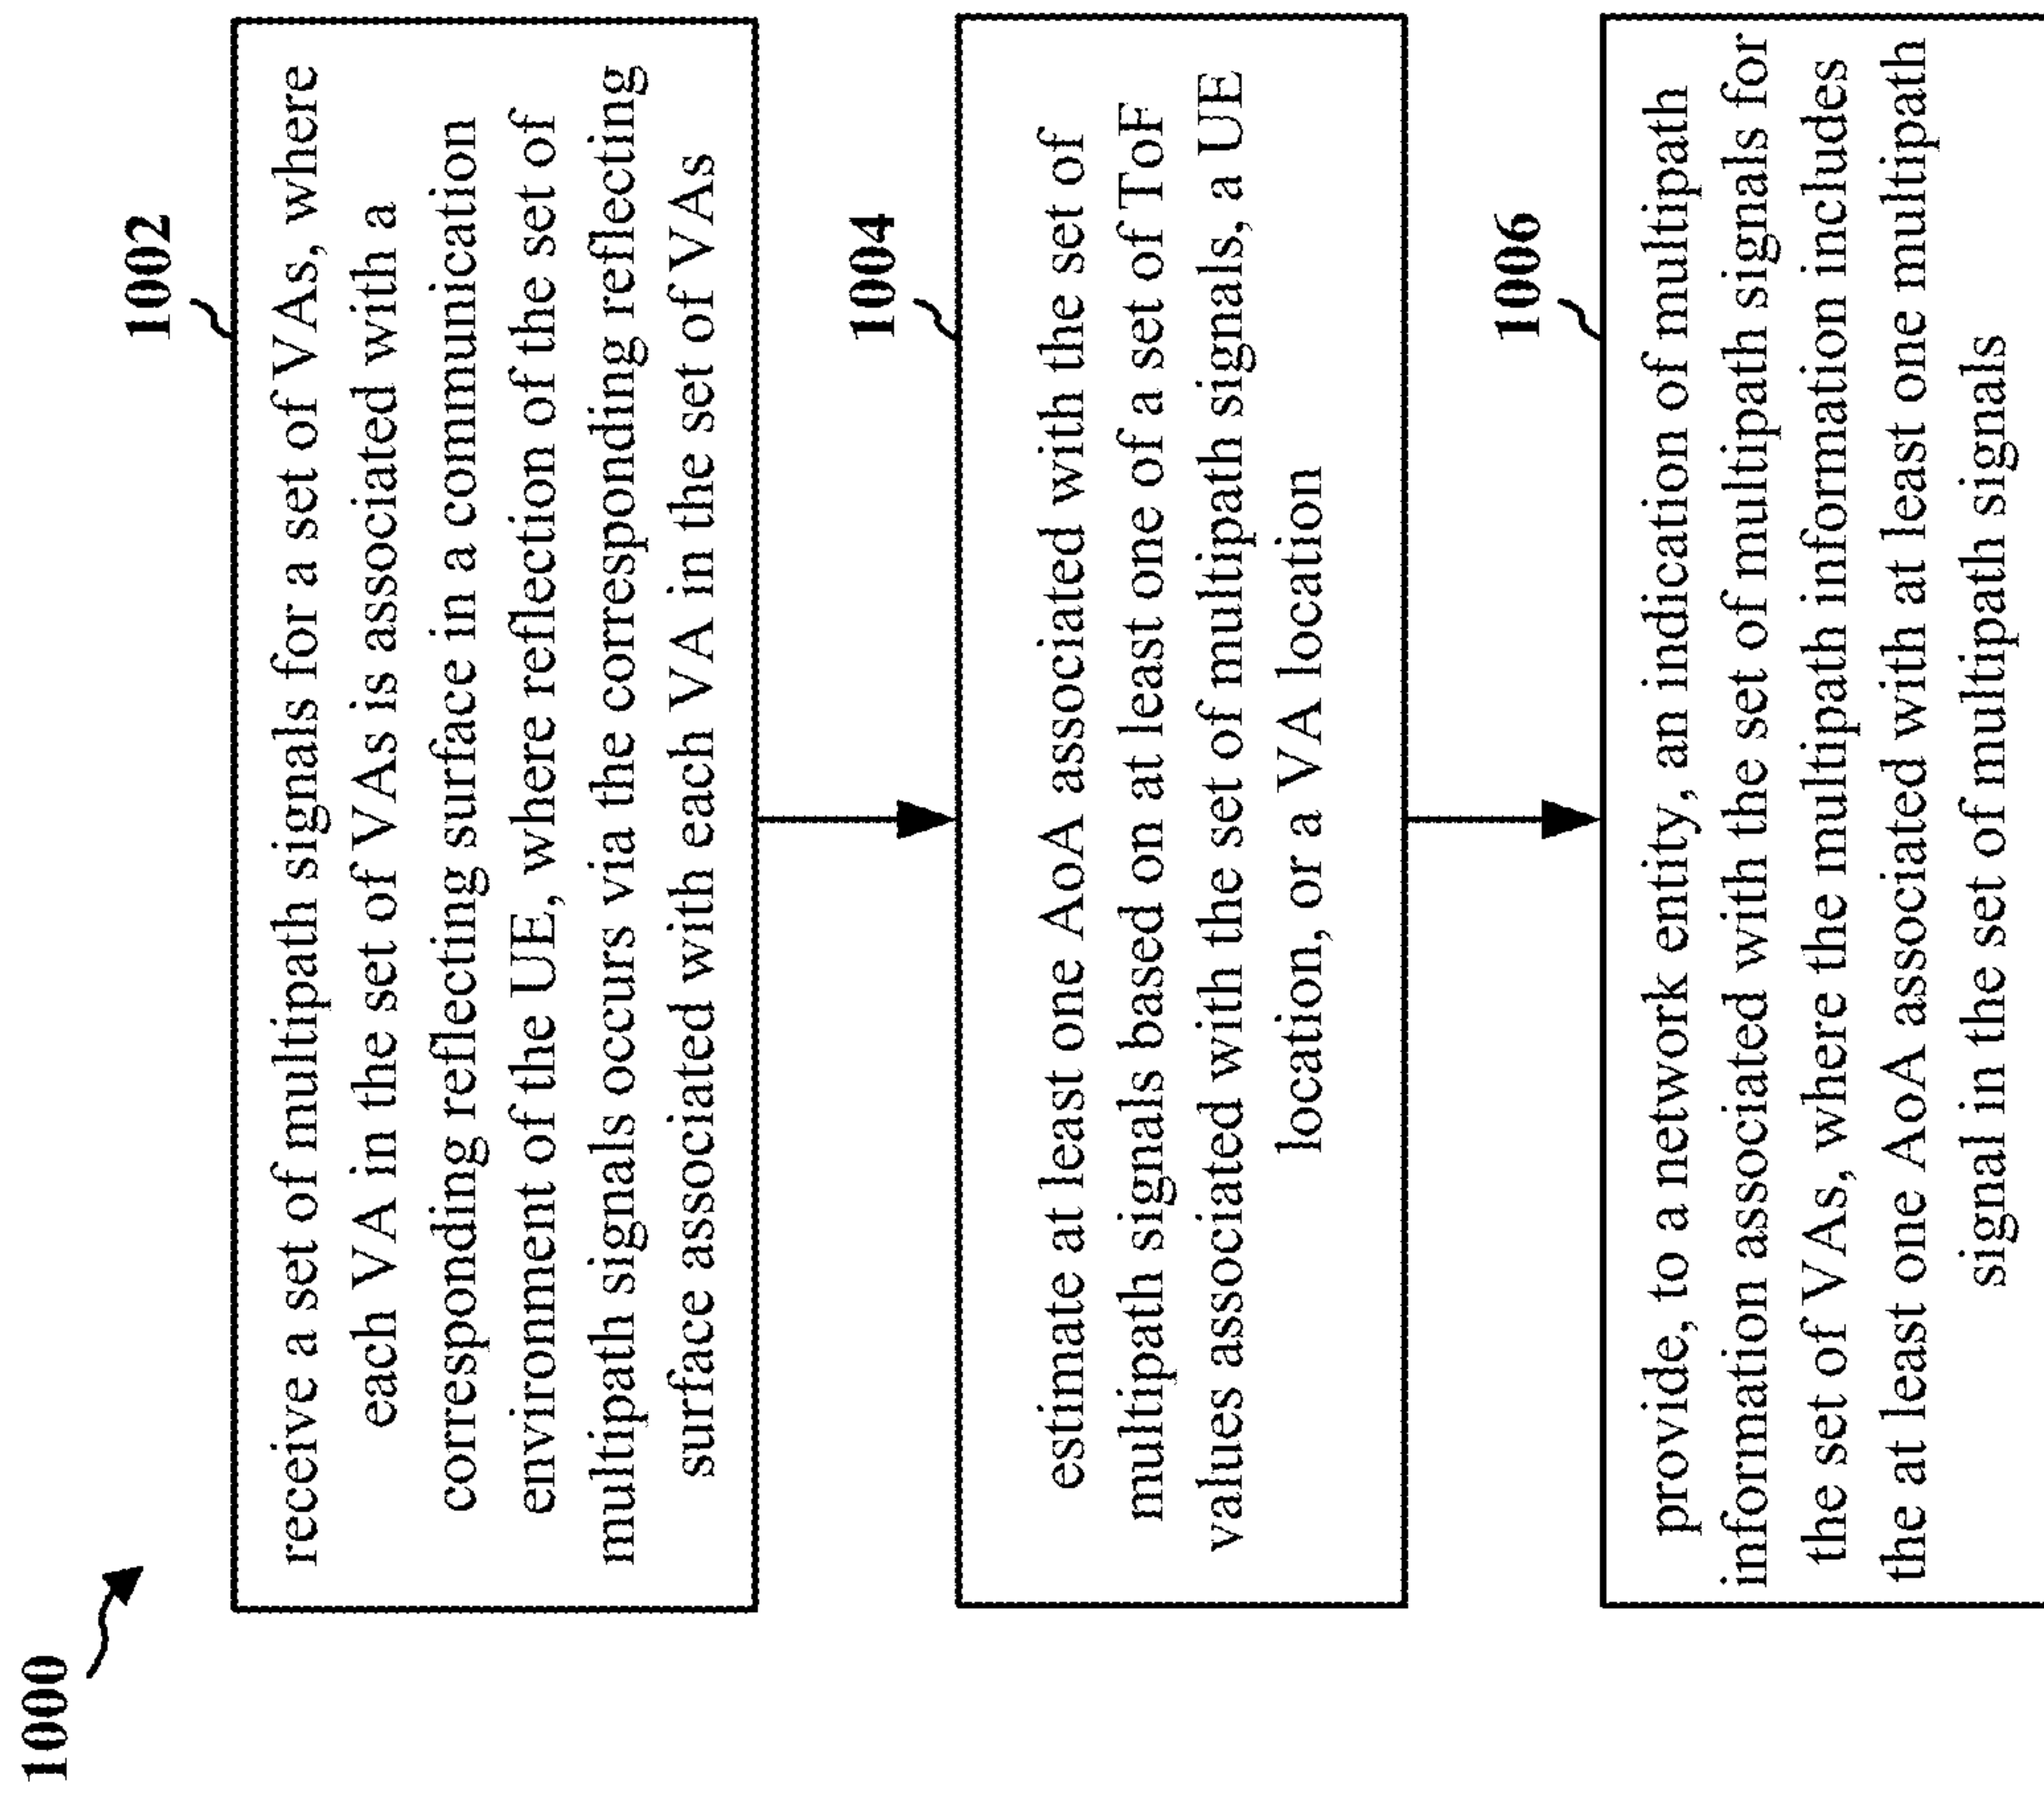 1000
1002
receive a set of multipath signals for a set of VAs, where
each VA in the set of VAs is associated with a
corresponding reflecting surface in a communication
environment of the UE, where reflection of the set of
multipath signals occurs via the corresponding reflecting
surface associated with each VA in the set of VAs
1004
estimate at least one AoA associated with the set of
multipath signals based on at least one of a set of ToF
values associated with the set of multipath signals, a UE
location, or a VA location
1006
provide, to a network entity, an indication of multipath
information associated with the set of multipath signals for
the set of VAs, where the multipath information includes
the at least one AoA associated with at least one multipath
signal in the set of multipath signals